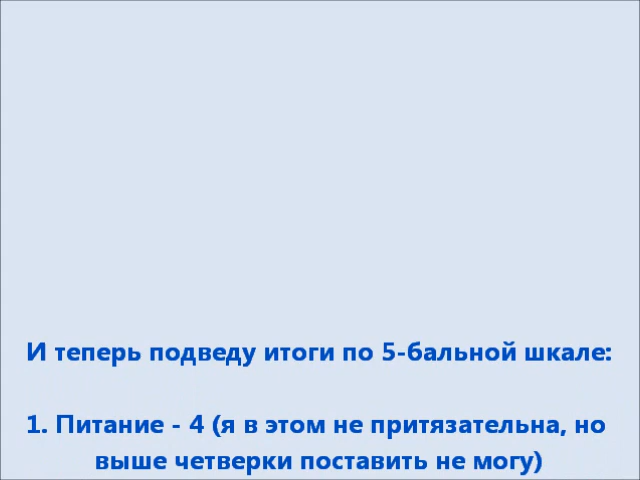 И теперь подведу итоги по 5-бальной шкале:
1. Питание - 4 (я в этом не притязательна, но
выше четверки поставить не могу)